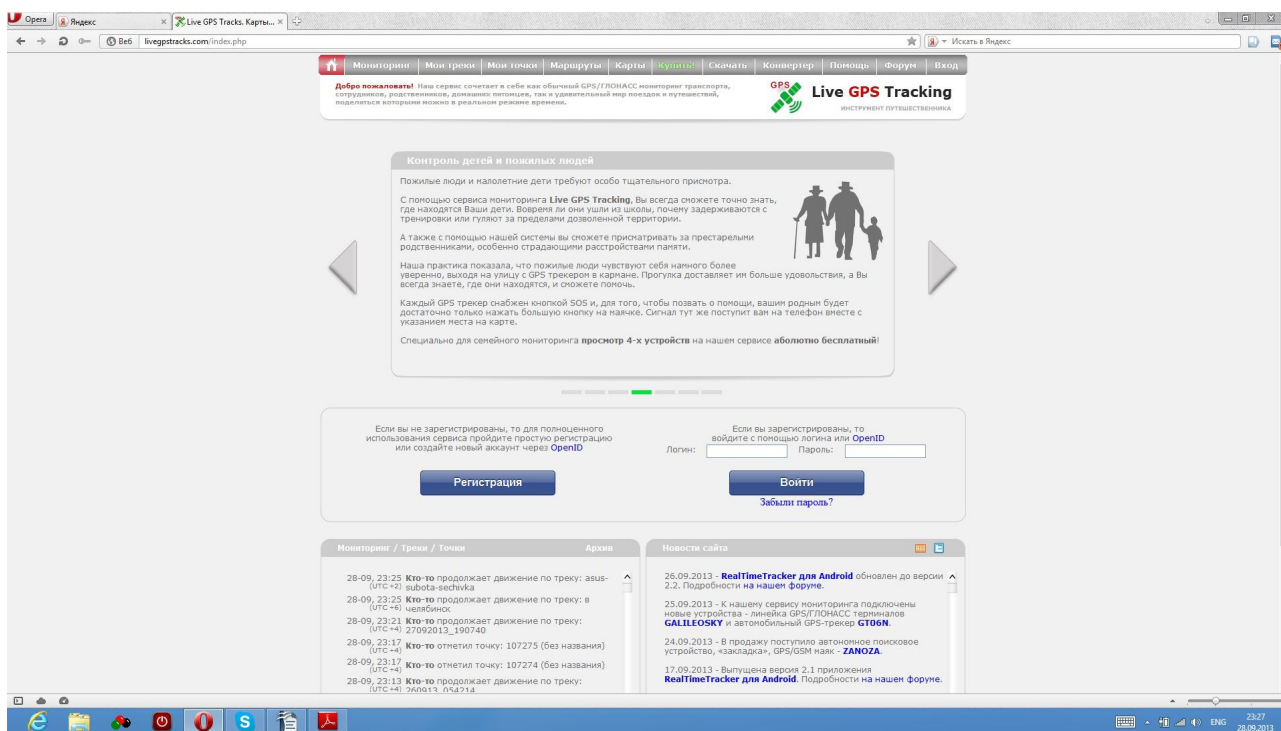 Opera
Яндекс
Live GPS Tracks. Карты...
Веб
livegpstracks.com/index.php
Искать в Яндекс
Мониторинг Мои треки Мои точки Маршруты Карты Купить! Скачать Конвертер Помощь Форум Вход
Добро пожаловать! Наш сервис сочетает в себе как обычный GPS/ГЛОНАСС мониторинг транспорта,
сотрудников, родственников, домашних питомцев, так и удивительный мир поездок и путешествий,
поделиться которыми можно в реальном режиме времени.
GPS
Live GPS Tracking
ИНСТРУМЕНТ ПУТЕШЕСТВЕННИКА
Контроль детей и пожилых людей
Пожилые люди и малолетние дети требуют особо тщательного присмотра.
С помощью сервиса мониторинга Live GPS Tracking, Вы всегда сможете точно знать,
где находятся Ваши дети. Вовремя ли они ушли из школы, почему задерживаются с
тренировки или гуляют за пределами дозволенной территории.
А также с помощью нашей системы вы сможете присматривать за престарелыми
родственниками, особенно страдающими расстройствами памяти.
Наша практика показала, что пожилые люди чувствуют себя намного более
уверенно, выходя на улицу с GPS трекером в кармане. Прогулка доставляет им больше удовольствия, а Вы
всегда знаете, где они находятся, и сможете помочь.
Каждый GPS трекер снабжен кнопкой SOS и, для того, чтобы позвать о помощи, вашим родным будет
достаточно только нажать большую кнопку на маячке. Сигнал тут же поступит вам на телефон вместе с
указанием места на карте.
Специально для семейного мониторинга просмотр 4-х устройств на нашем сервисе аболютно бесплатный!
Если вы не зарегистрированы, то для полноценного
использования сервиса пройдите простую регистрацию
или создайте новый аккаунт через OpenID
Регистрация
Если вы зарегистрированы, то
войдите с помощью логина или OpenID
Логин: Пароль:
Войти
Забыли пароль?
Мониторинг / Треки / Точки Архив
28-09, 23:25 Кто-то продолжает движение по треку: asus-
(UTC +2) subota-sechivka
28-09, 23:25 Кто-то продолжает движение по треку: в
(UTC +6) челябинск
28-09, 23:21 Кто-то продолжает движение по треку:
(UTC +4) 27092013_190740
28-09, 23:17 Кто-то отметил точку: 107275 (без названия)
(UTC +4)
28-09, 23:17 Кто-то отметил точку: 107274 (без названия)
(UTC +4)
28-09, 23:13 Кто-то продолжает движение по треку:
(UTC +4) 260913_054214
Новости сайта
26.09.2013 - RealTimeTracker для Android обновлен до версии
2.2. Подробности на нашем форуме.
25.09.2013 - К нашему сервису мониторинга подключены
новые устройства - линейка GPS/ГЛОНАСС терминалов
GALILEOSKY и автомобильный GPS-трекер GT06N.
24.09.2013 - В продажу поступило автономное поисковое
устройство, «закладка», GPS/GSM маяк - ZANOZA.
17.09.2013 - Выпущена версия 2.1 приложения
RealTimeTracker для Android. Подробности на нашем форуме.
ENG
23:27
28.09.2013